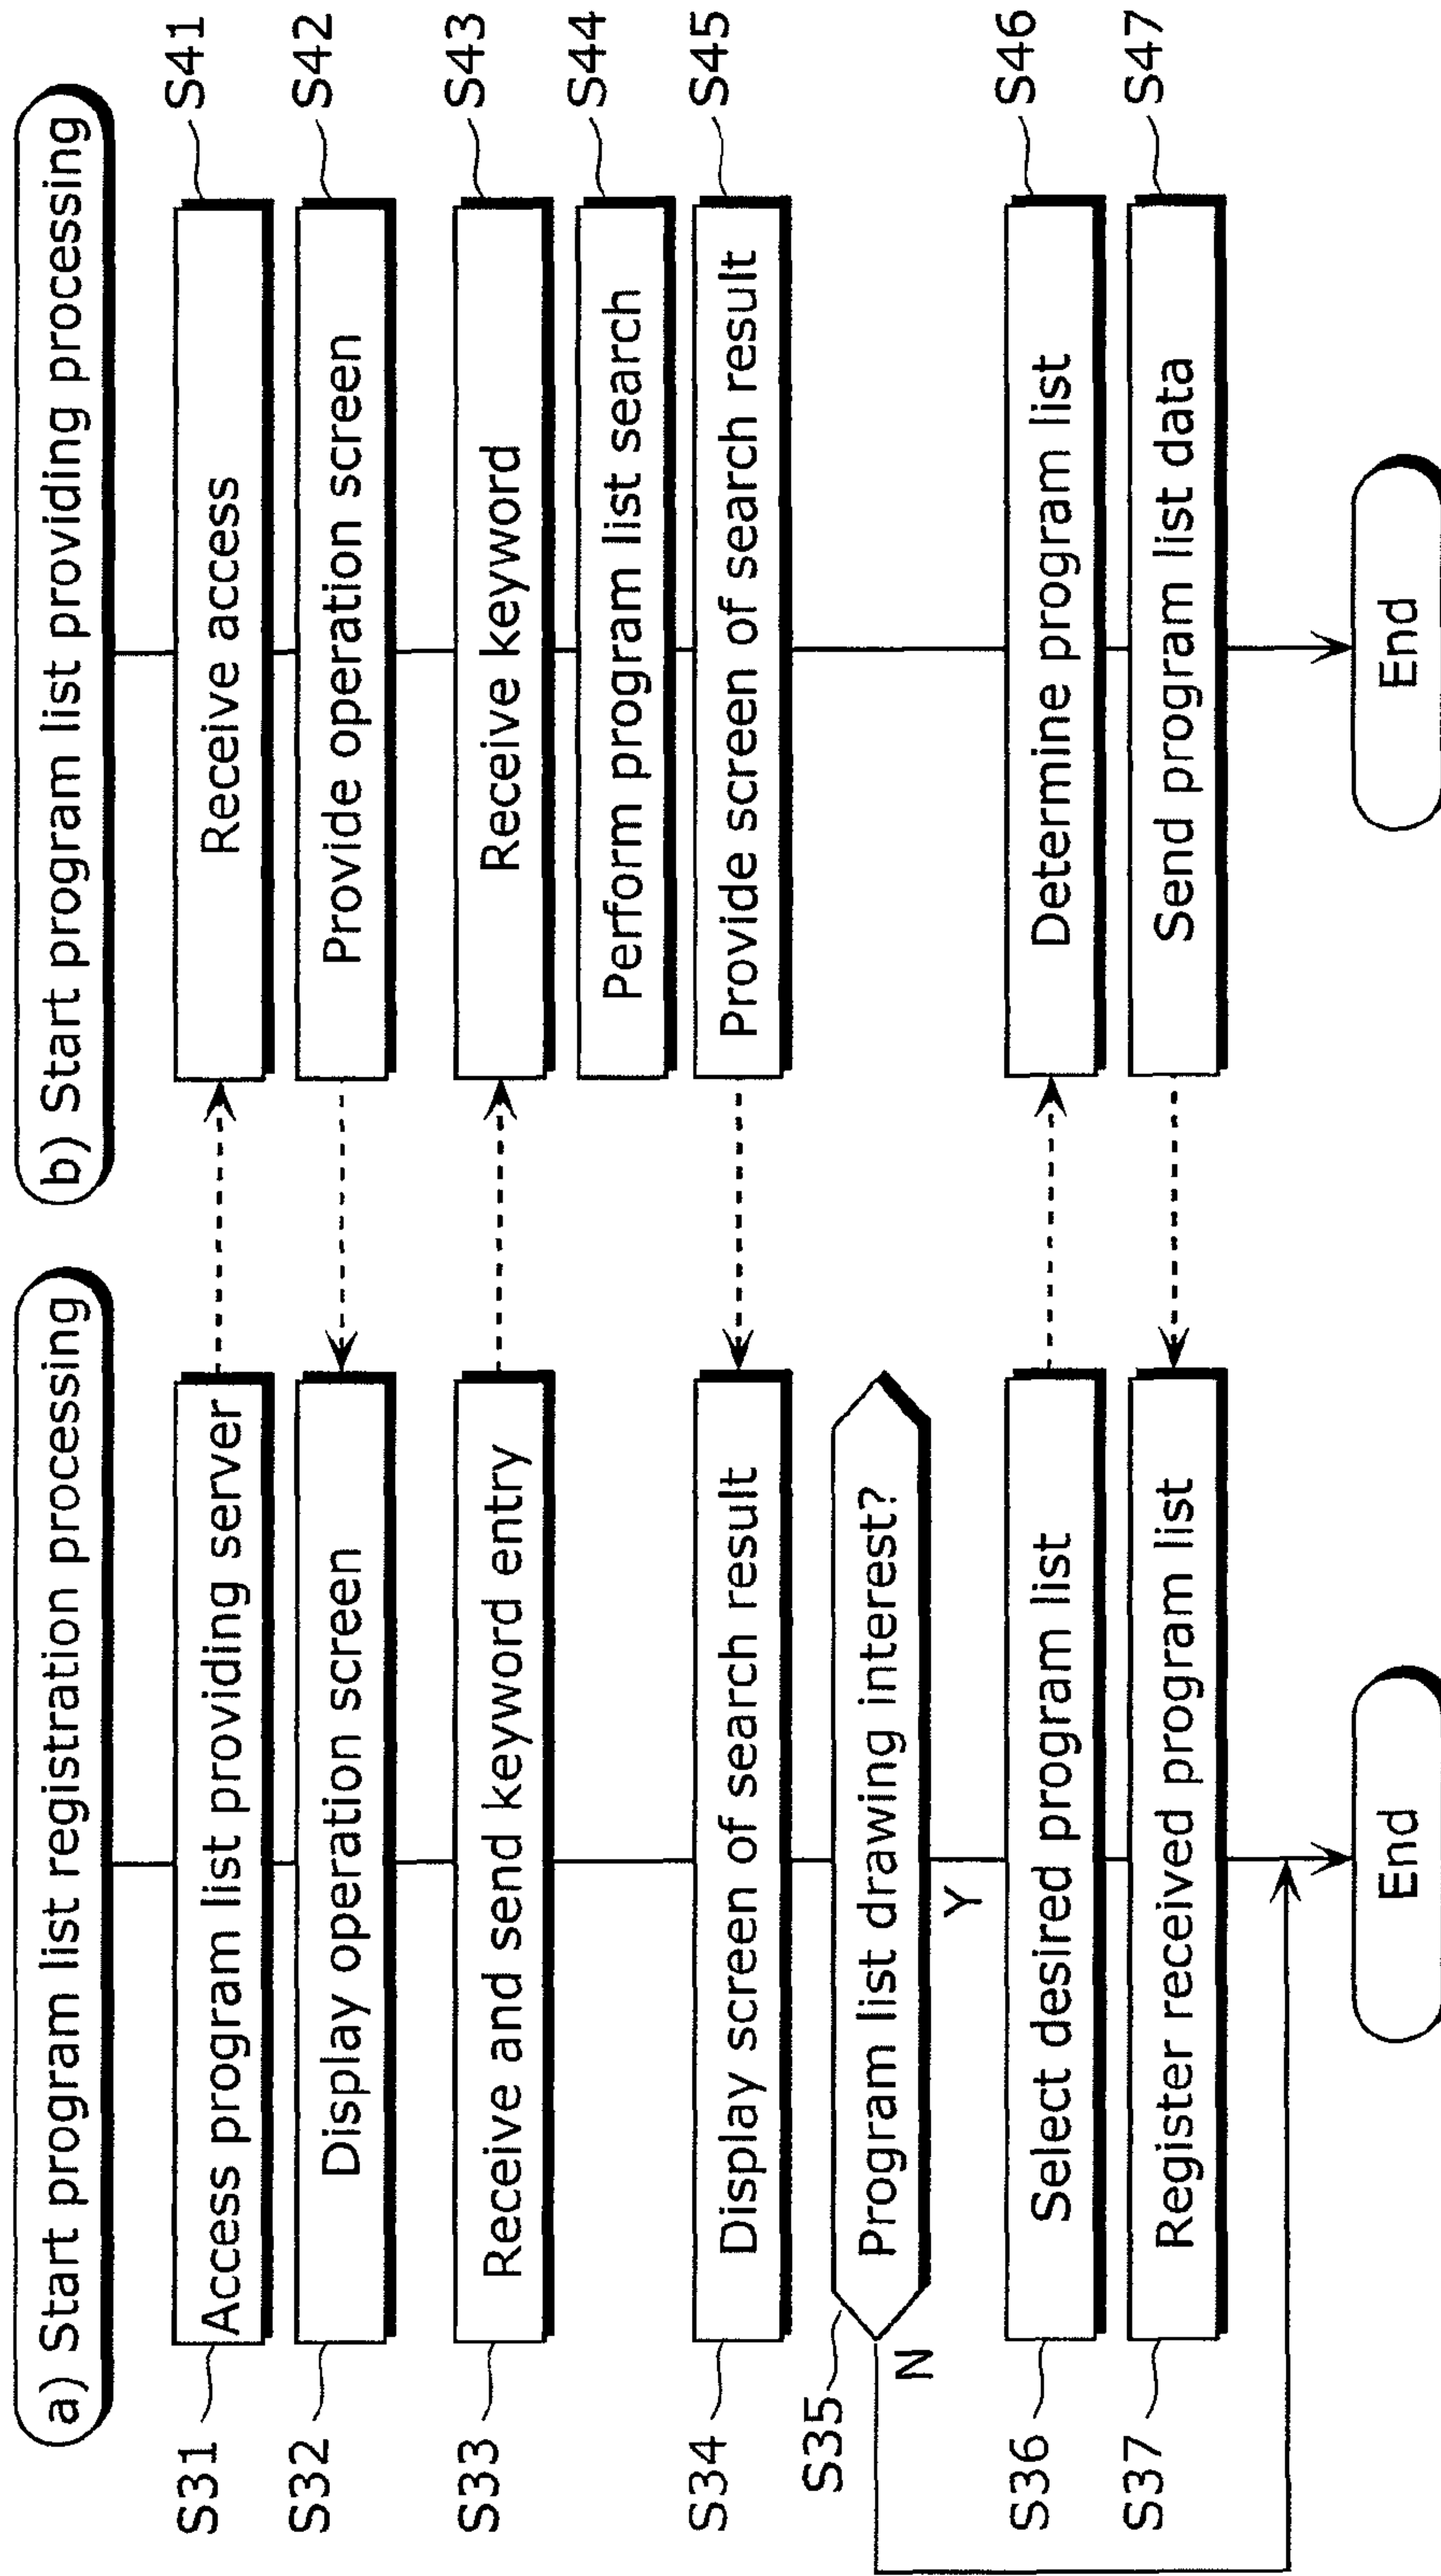 a) Start program list registration processing
S31
Access program list providing server
S32
Display operation screen
S33
Receive and send keyword entry
S34
Display screen of search result
S35
Program list drawing interest?
N
Y
S36
Select desired program list
S37
Register received program list
End
b) Start program list providing processing
Receive access
S41
Provide operation screen
S42
Receive keyword
S43
Perform program list search
S44
Provide screen of search result
S45
Determine program list
S46
Send program list data
S47
End